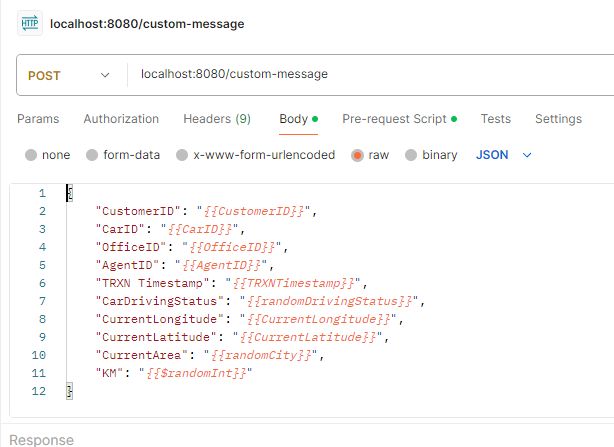 HTTP localhost:8080/custom-message
POST localhost:8080/custom-message
Params Authorization Headers (9) Body Pre-request Script Tests Settings
none form-data x-www-form-urlencoded raw binary JSON
1 {
2 "CustomerID": "{{CustomerID}}",
3 "CarID": "{{CarID}}",
4 "OfficeID": "{{OfficeID}}",
5 "AgentID": "{{AgentID}}",
6 "TRXN Timestamp": "{{TRXNTimestamp}}",
7 "CarDrivingStatus": "{{randomDrivingStatus}}",
8 "CurrentLongitude": "{{CurrentLongitude}}",
9 "CurrentLatitude": "{{CurrentLatitude}}",
10 "CurrentArea": "{{randomCity}}",
11 "KM": "{{$randomInt}}"
12 }
Response